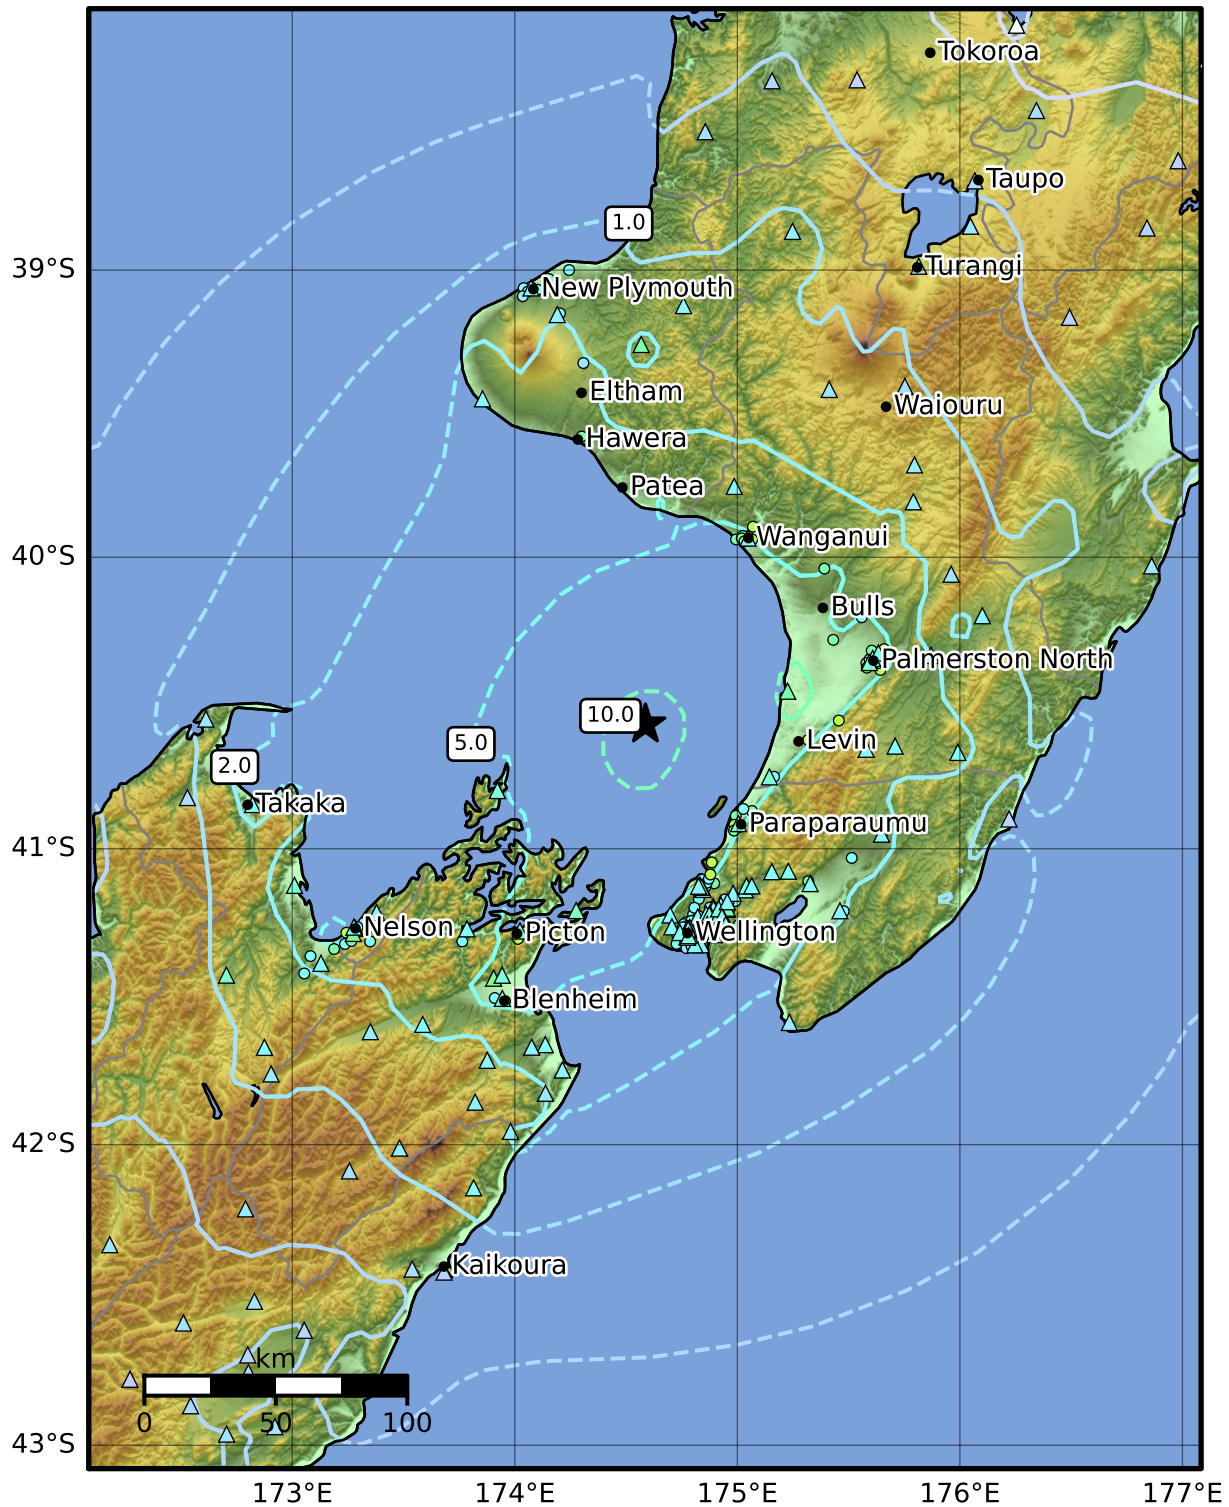 Tokoroa
Taupo
1.0
39°S
Turangi
New Plymouth
Eltham
Waiouru
Hawera
Patea
Wanganui
40°S
Bulls
Palmerston North
10.0
5.0
Levin
2.0
Takaka
Paraparaumu
41°S
Nelson
Picton
Wellington
Blenheim
42°S
Kaikoura
km
0
50
100
43°S
173°E
174°E
175°E
176°E
177°E